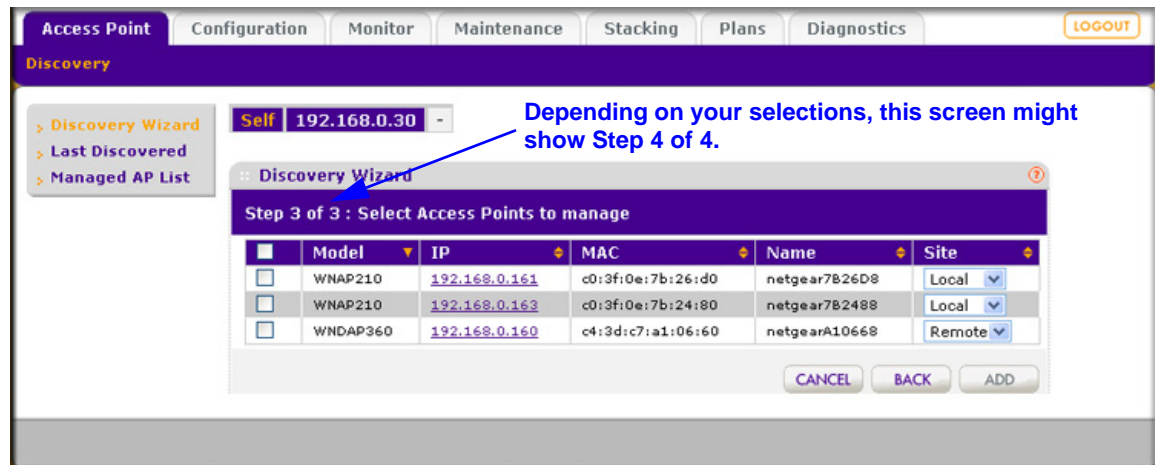 Access Point Configuration Monitor Maintenance Stacking Plans Diagnostics LOGOUT
Discovery
Discovery Wizard
Last Discovered
Managed AP List
Self 192.168.0.30 -
Depending on your selections, this screen might
show Step 4 of 4.
Discovery Wizard ?
Step 3 of 3 : Select Access Points to manage
Model IP MAC Name Site
WNAP210 192.168.0.161 c0:3f:0e:7b:26:d0 netgear7B26D8 Local
WNAP210 192.168.0.163 c0:3f:0e:7b:24:80 netgear7B2488 Local
WNDAP360 192.168.0.160 c4:3d:c7:a1:06:60 netgearA10668 Remote
CANCEL BACK ADD